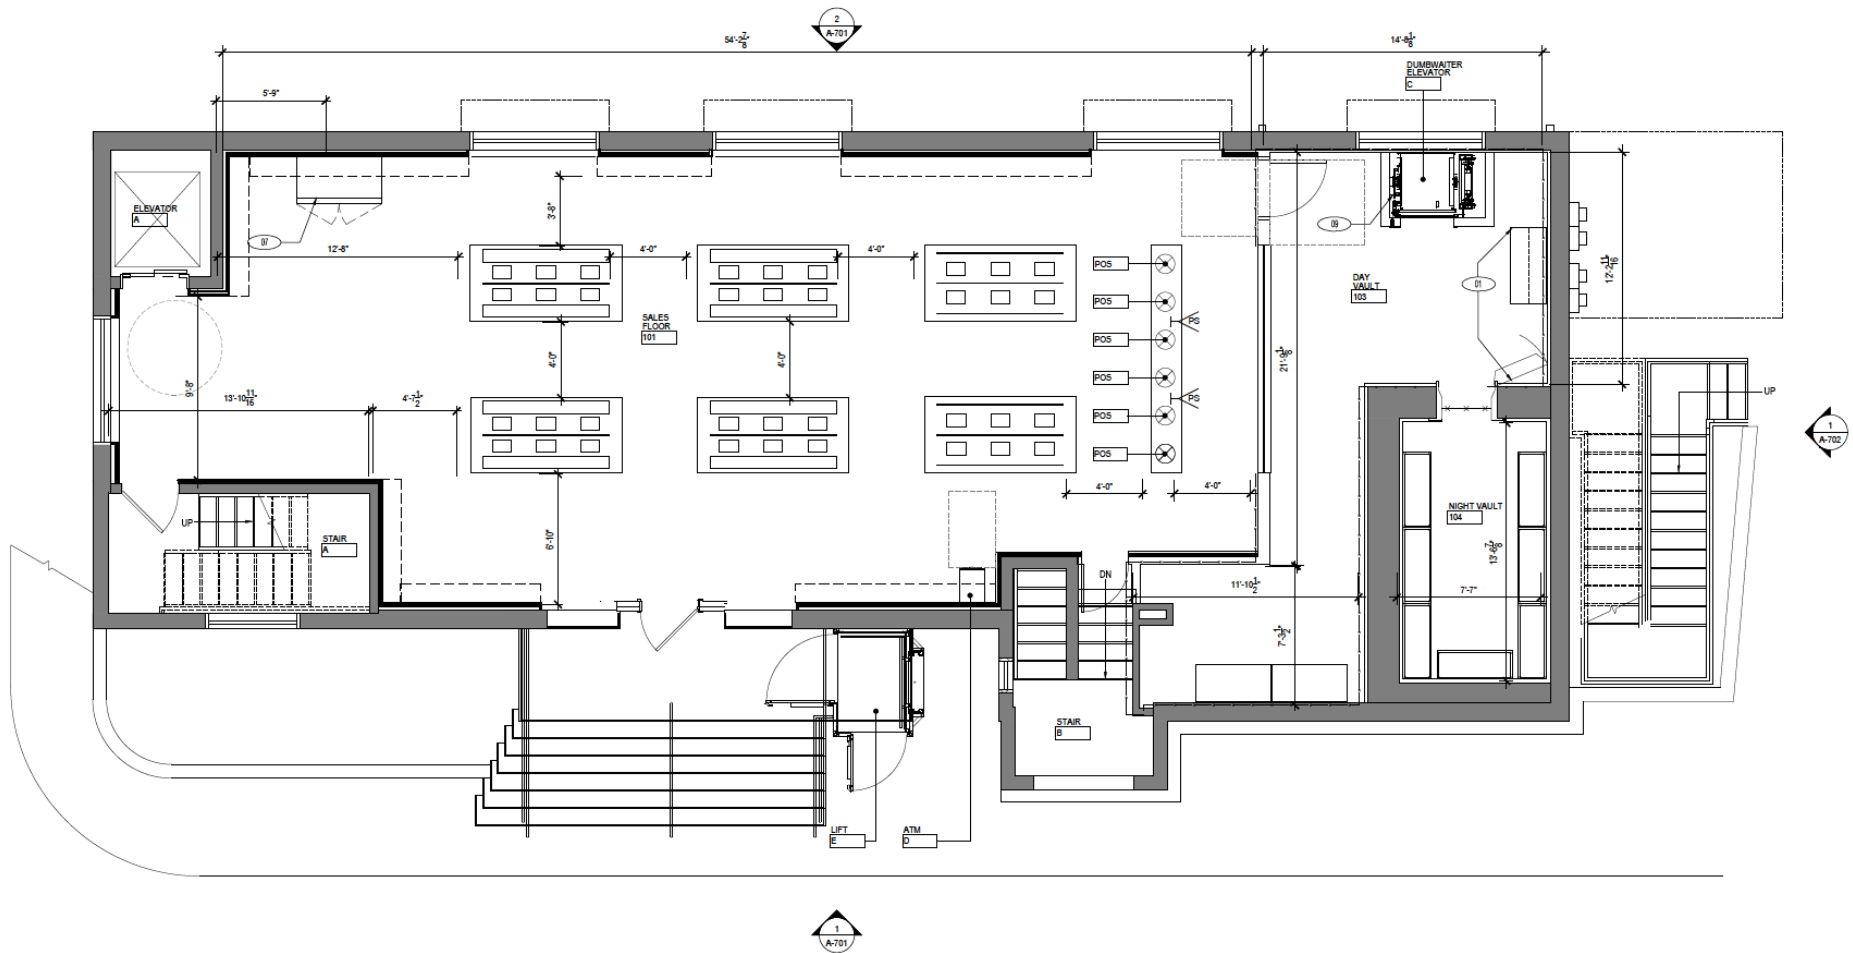 2
A-701
54'-2 7/8"
14'-8 1/8"
DUMBWAITER
ELEVATOR
C
5'-9"
ELEVATOR
A
07
12'-8"
3'-8"
4'-0"
4'-0"
09
DAY
VAULT
103
01
12'-2 11/16"
POS
POS
PS
POS
POS
PS
POS
POS
SALES
FLOOR
101
4'-0"
4'-0"
21'-9 1/8"
9'-8"
13'-10 11/16"
4'-7 1/2"
UP
1
A-702
4'-0"
4'-0"
NIGHT VAULT
104
13'-6 7/8"
UP
STAIR
A
6'-10"
DN
11'-10 1/2"
7'-7"
7'-3 1/2"
STAIR
B
LIFT
E
ATM
D
1
A-701